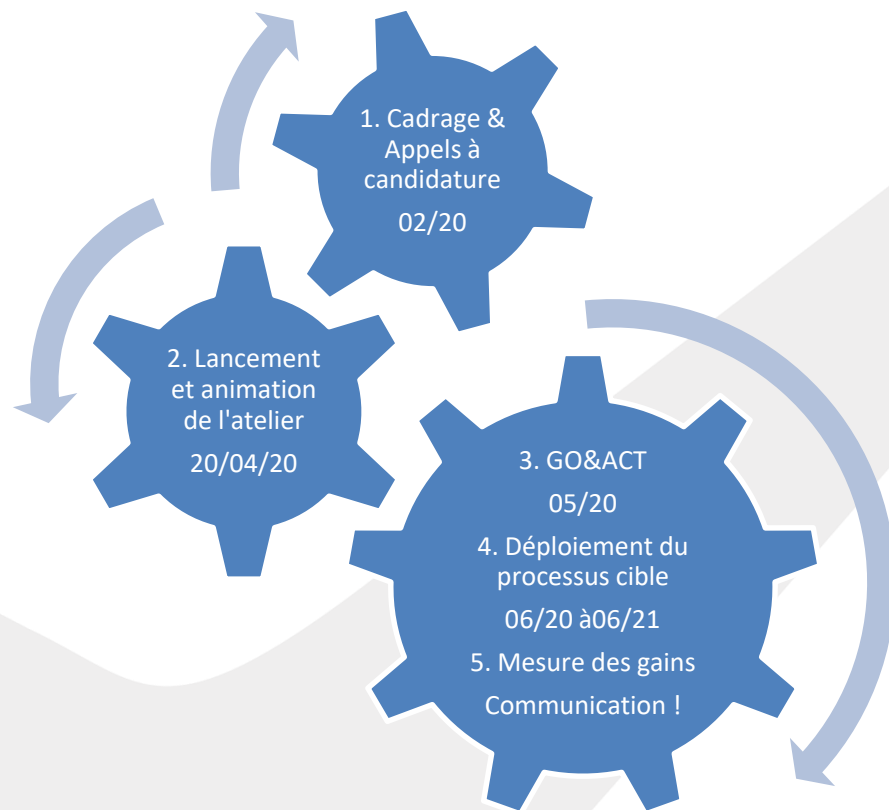 1. Cadrage &
Appels à
candidature
02/20
2. Lancement
et animation
de l'atelier
20/04/20
3. GO&ACT
05/20
4. Déploiement du
processus cible
06/20 à06/21
5. Mesure des gains
Communication !